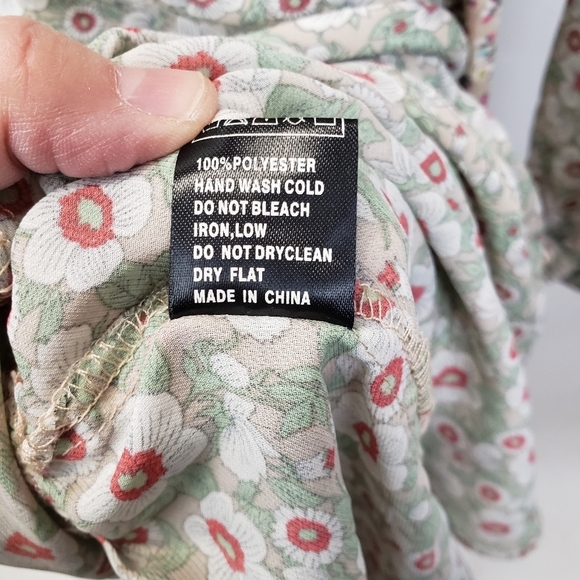 100%POLYESTER
HAND WASH COLD
DO NOT BLEACH
IRON,LOW
DO NOT DRYCLEAN
DRY FLAT
MADE IN CHINA